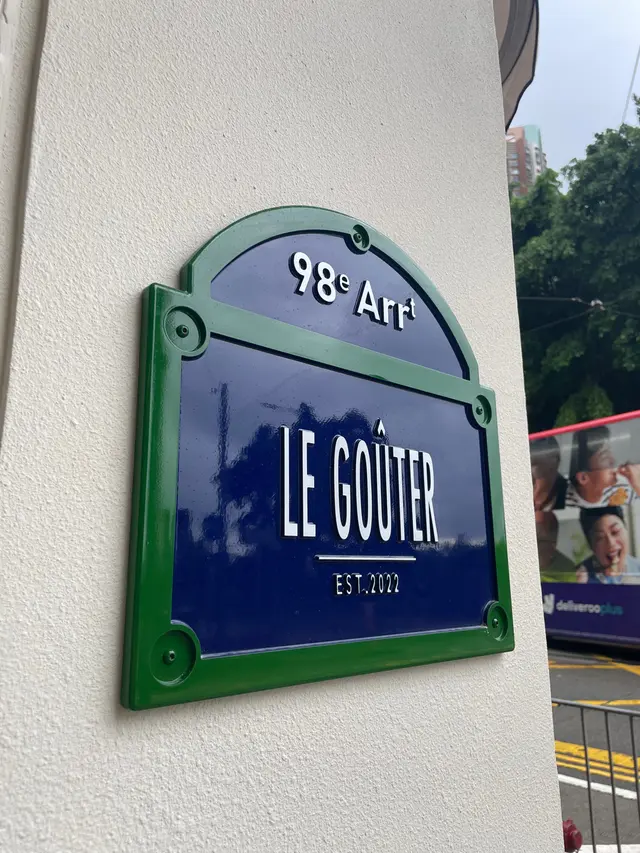 98e Arrt
LE GOÛTER
EST.2022
deliveroo plus